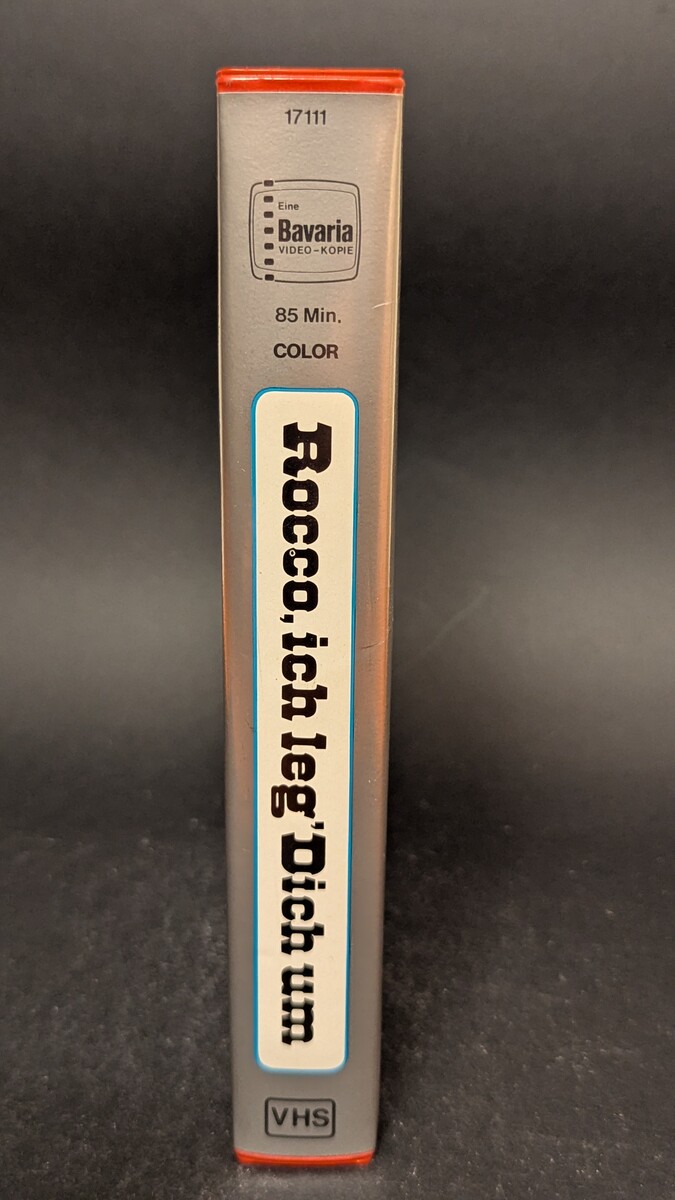 17111
Eine
Bavaria
VIDEO-KOPIE
85 Min.
COLOR
Rocco, ich leg' Dich um
VHS